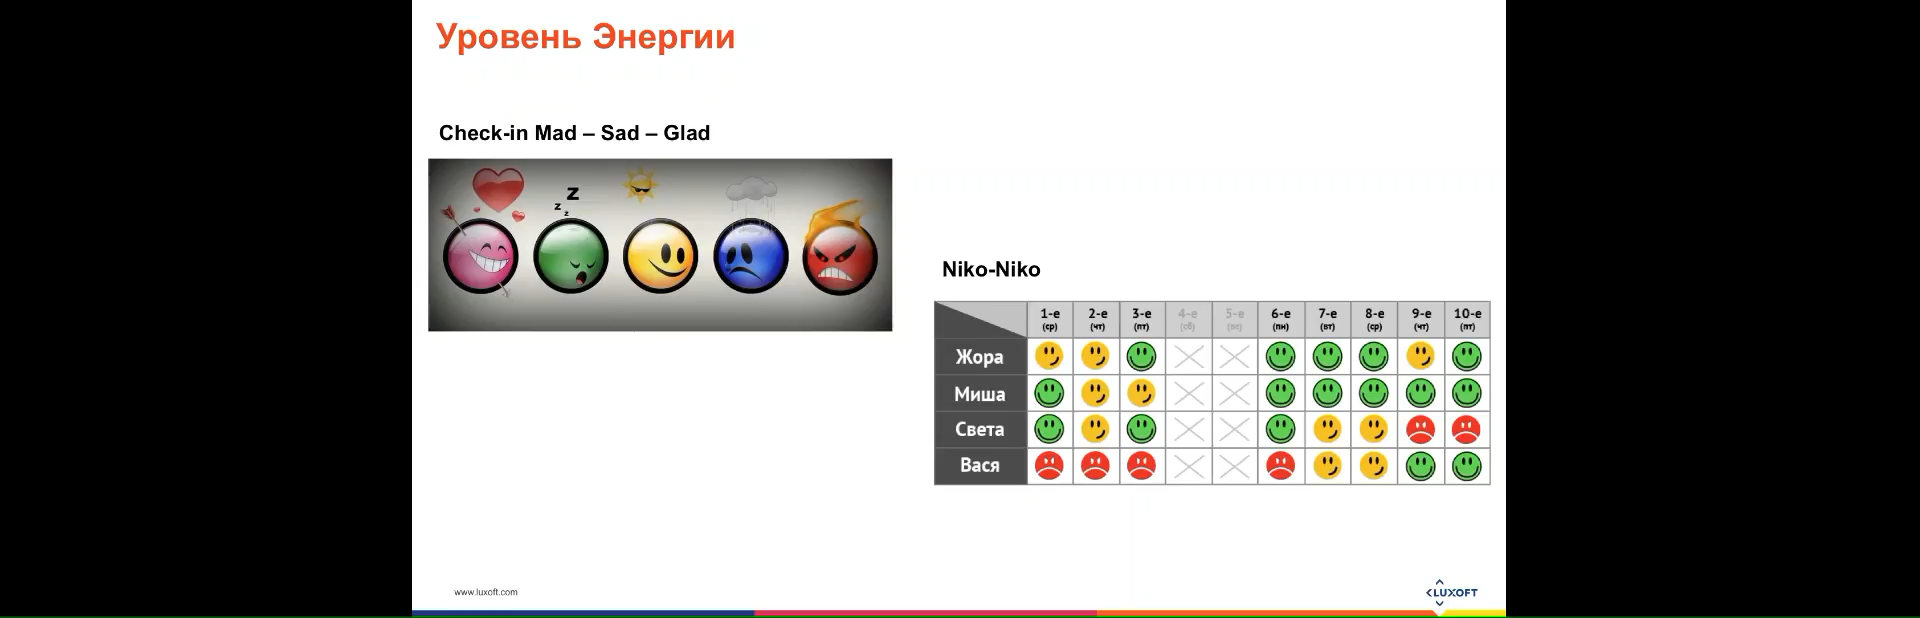 Уровень Энергии
Check-in Mad – Sad – Glad
z z z
Niko-Niko
1-е 2-е 3-е 4-е 5-е 6-е 7-е 8-е 9-е 10-е
(ср) (чт) (пт) (сб) (вс) (пн) (вт) (ср) (чт) (пт)
Жора
Миша
Света
Вася
www.luxoft.com
LUXOFT